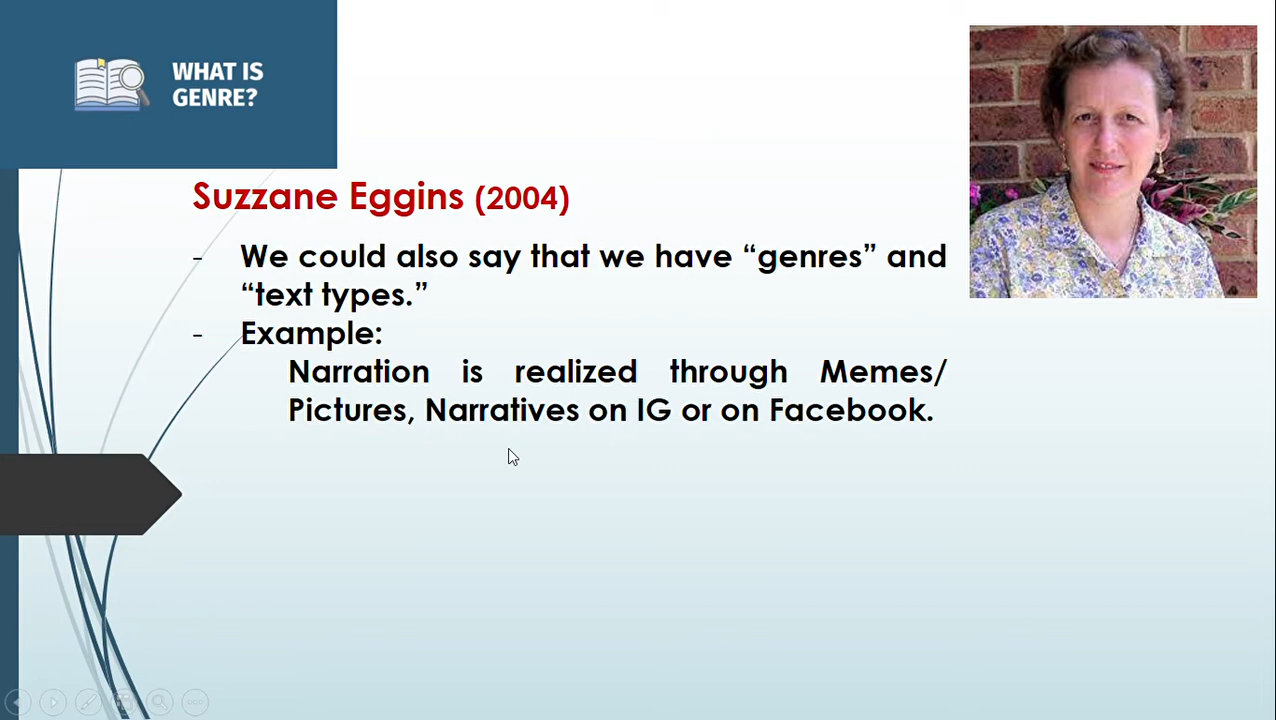 WHAT IS
GENRE?
Suzzane Eggins (2004)
- We could also say that we have “genres” and
“text types.”
- Example:
Narration is realized through Memes/
Pictures, Narratives on IG or on Facebook.